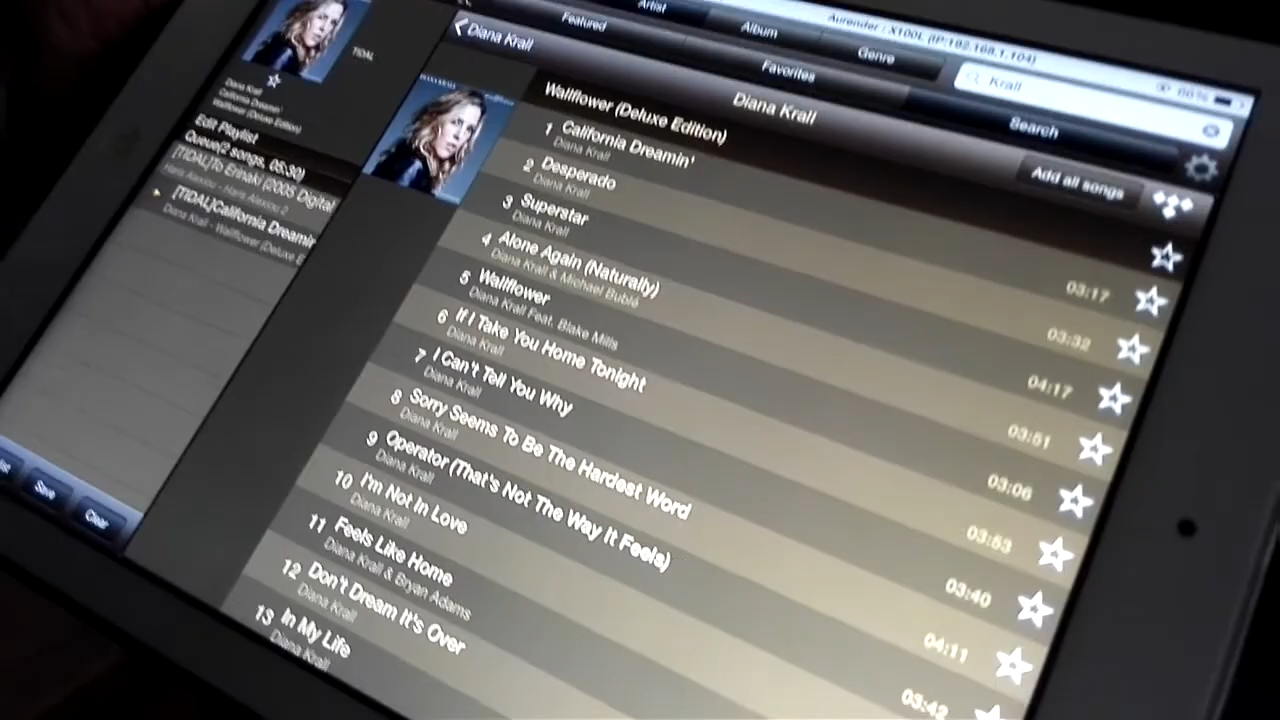 Aurender : X100L (IP:192.168.1.104)
66%
Artist
Featured
Album
Genre
Favorites
Krall
Search
TIDAL
Diana Krall
California Dreamin'
Wallflower (Deluxe Edition)
Edit Playlist
Queue(2 songs, 05:30)
[TIDAL]To Erinaki (2005 Digital
Haris Alexiou - Haris Alexiou 2
[TIDAL]California Dreamin
Diana Krall - Wallflower (Deluxe E
Save
Clear
Diana Krall
Diana Krall
DIANA KRALL
Add all songs
Wallflower (Deluxe Edition)
1 California Dreamin'
Diana Krall
03:17
2 Desperado
Diana Krall
03:32
3 Superstar
Diana Krall
04:17
4 Alone Again (Naturally)
Diana Krall & Michael Bublé
03:51
5 Wallflower
Diana Krall Feat. Blake Mills
03:06
6 If I Take You Home Tonight
Diana Krall
03:53
7 I Can't Tell You Why
Diana Krall
03:40
8 Sorry Seems To Be The Hardest Word
Diana Krall
04:11
9 Operator (That's Not The Way It Feels)
Diana Krall
03:42
10 I'm Not In Love
Diana Krall
11 Feels Like Home
Diana Krall & Bryan Adams
12 Don't Dream It's Over
Diana Krall
13 In My Life
Diana Krall